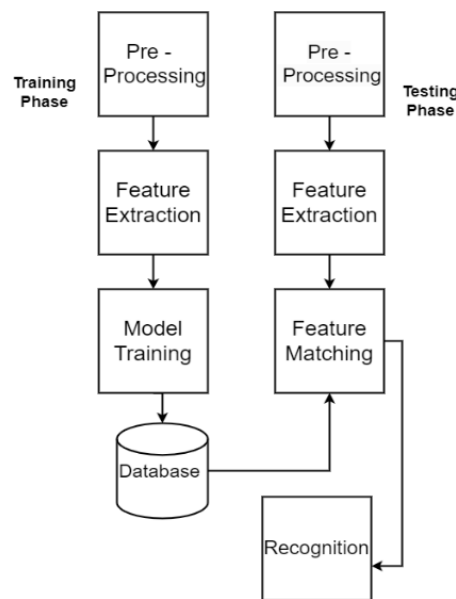 Training
Phase
Pre -
Processing
Feature
Extraction
Model
Training
Database
Pre -
Processing
Testing
Phase
Feature
Extraction
Feature
Matching
Recognition